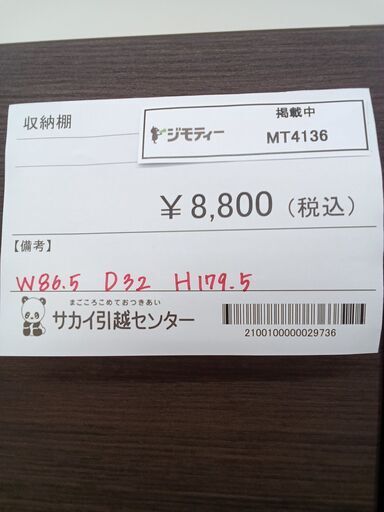 収納棚
掲載中
ジモティー
MT4136
￥8,800（税込）
【備考】
W86.5 D32 H179.5
まごころこめておつきあい
サカイ引越センター
2100100000029736